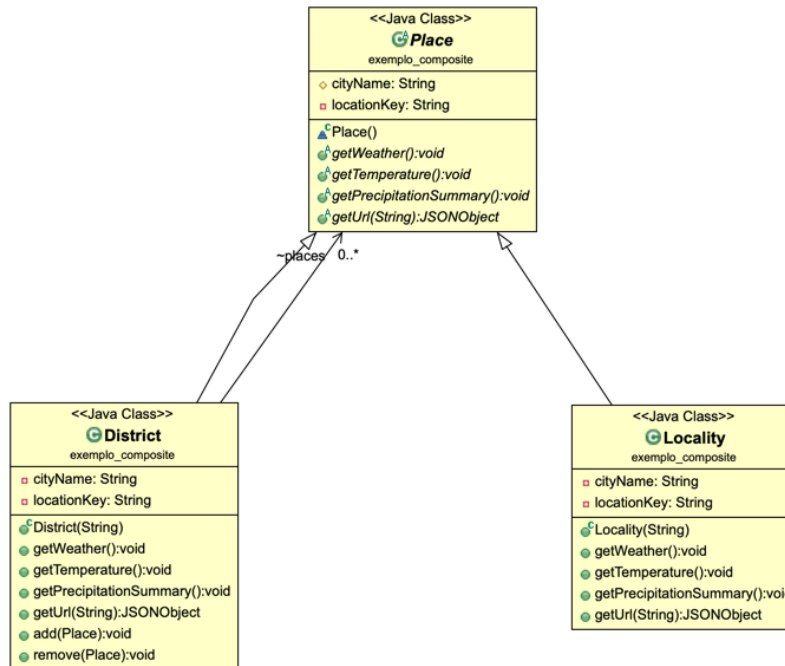 <<Java Class>>
Place
exemplo_composite
cityName: String
locationKey: String
Place()
getWeather():void
getTemperature():void
getPrecipitationSummary():void
getUrl(String):JSONObject
~places 0..*
<<Java Class>>
District
exemplo_composite
cityName: String
locationKey: String
District(String)
getWeather():void
getTemperature():void
getPrecipitationSummary():void
getUrl(String):JSONObject
add(Place):void
remove(Place):void
<<Java Class>>
Locality
exemplo_composite
cityName: String
locationKey: String
Locality(String)
getWeather():void
getTemperature():void
getPrecipitationSummary():void
getUrl(String):JSONObject